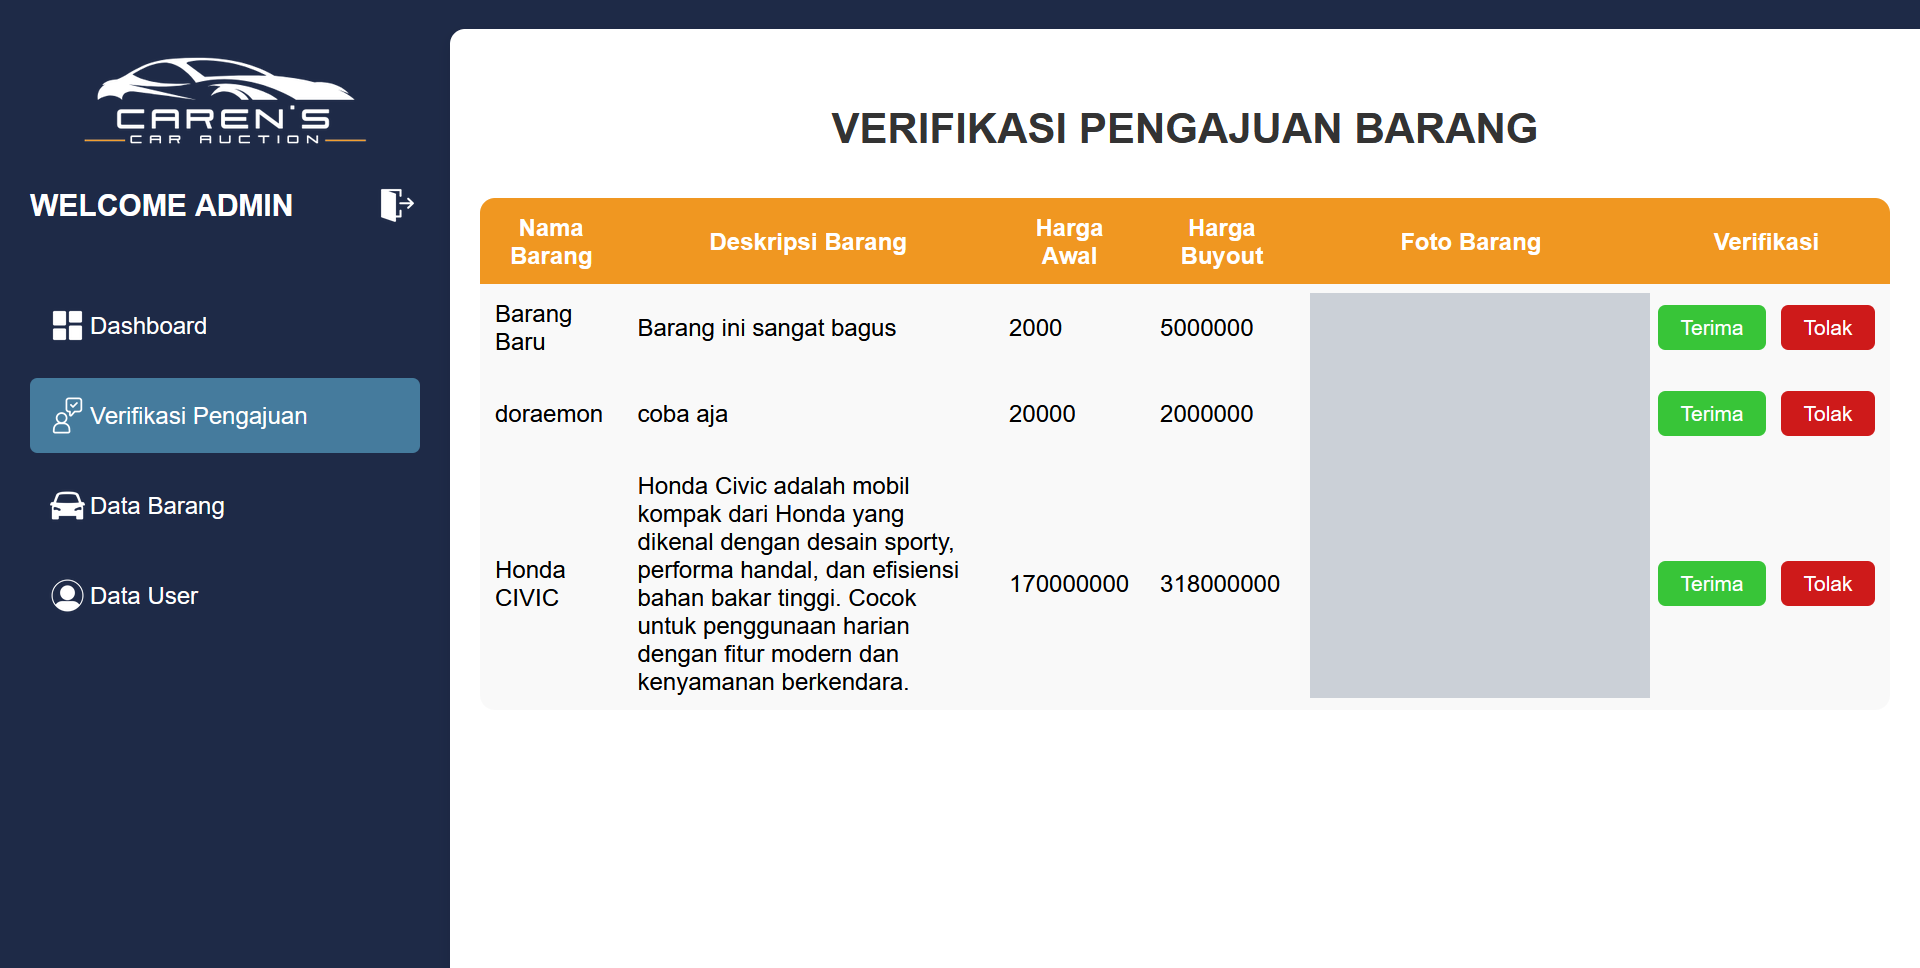 CAREN'S
CAR AUCTION
WELCOME ADMIN
Dashboard
Verifikasi Pengajuan
Data Barang
Data User
VERIFIKASI PENGAJUAN BARANG
Nama
Barang
Deskripsi Barang
Harga
Awal
Harga
Buyout
Foto Barang
Verifikasi
Barang
Baru
Barang ini sangat bagus
2000
5000000
Terima
Tolak
doraemon
coba aja
20000
2000000
Terima
Tolak
Honda
CIVIC
Honda Civic adalah mobil
kompak dari Honda yang
dikenal dengan desain sporty,
performa handal, dan efisiensi
bahan bakar tinggi. Cocok
untuk penggunaan harian
dengan fitur modern dan
kenyamanan berkendara.
170000000
318000000
Terima
Tolak